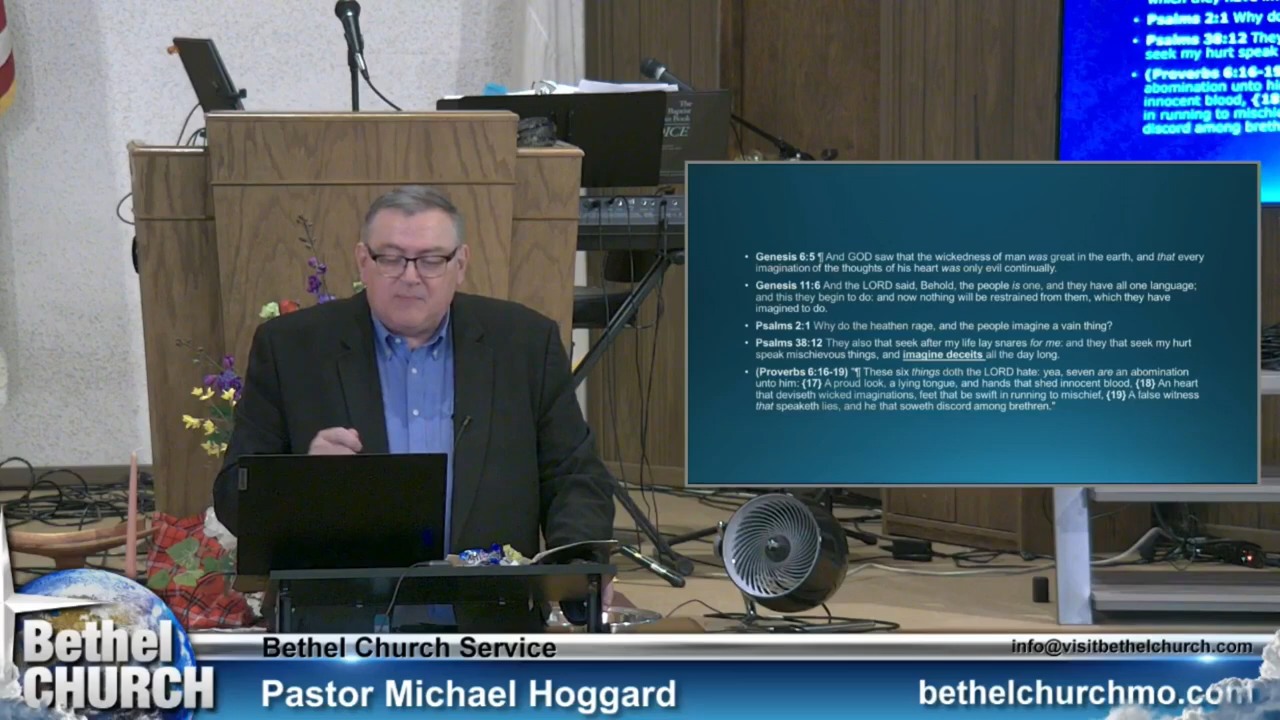 which they have im
• Psalms 2:1 Why do
• Psalms 38:12 They
seek my hurt speak
• (Proverbs 6:16-19
abomination unto hi
innocent blood, {18
in running to mischie
discord among breth
The
Baptist
Book
ICE
• Genesis 6:5 ¶ And GOD saw that the wickedness of man was great in the earth, and that every
imagination of the thoughts of his heart was only evil continually.
• Genesis 11:6 And the LORD said, Behold, the people is one, and they have all one language;
and this they begin to do: and now nothing will be restrained from them, which they have
imagined to do.
• Psalms 2:1 Why do the heathen rage, and the people imagine a vain thing?
• Psalms 38:12 They also that seek after my life lay snares for me: and they that seek my hurt
speak mischievous things, and imagine deceits all the day long.
• (Proverbs 6:16-19) "¶ These six things doth the LORD hate: yea, seven are an abomination
unto him: {17} A proud look, a lying tongue, and hands that shed innocent blood, {18} An heart
that deviseth wicked imaginations, feet that be swift in running to mischief, {19} A false witness
that speaketh lies, and he that soweth discord among brethren."
Bethel
CHURCH
Bethel Church Service
info@visitbethelchurch.com
Pastor Michael Hoggard
bethelchurchmo.com